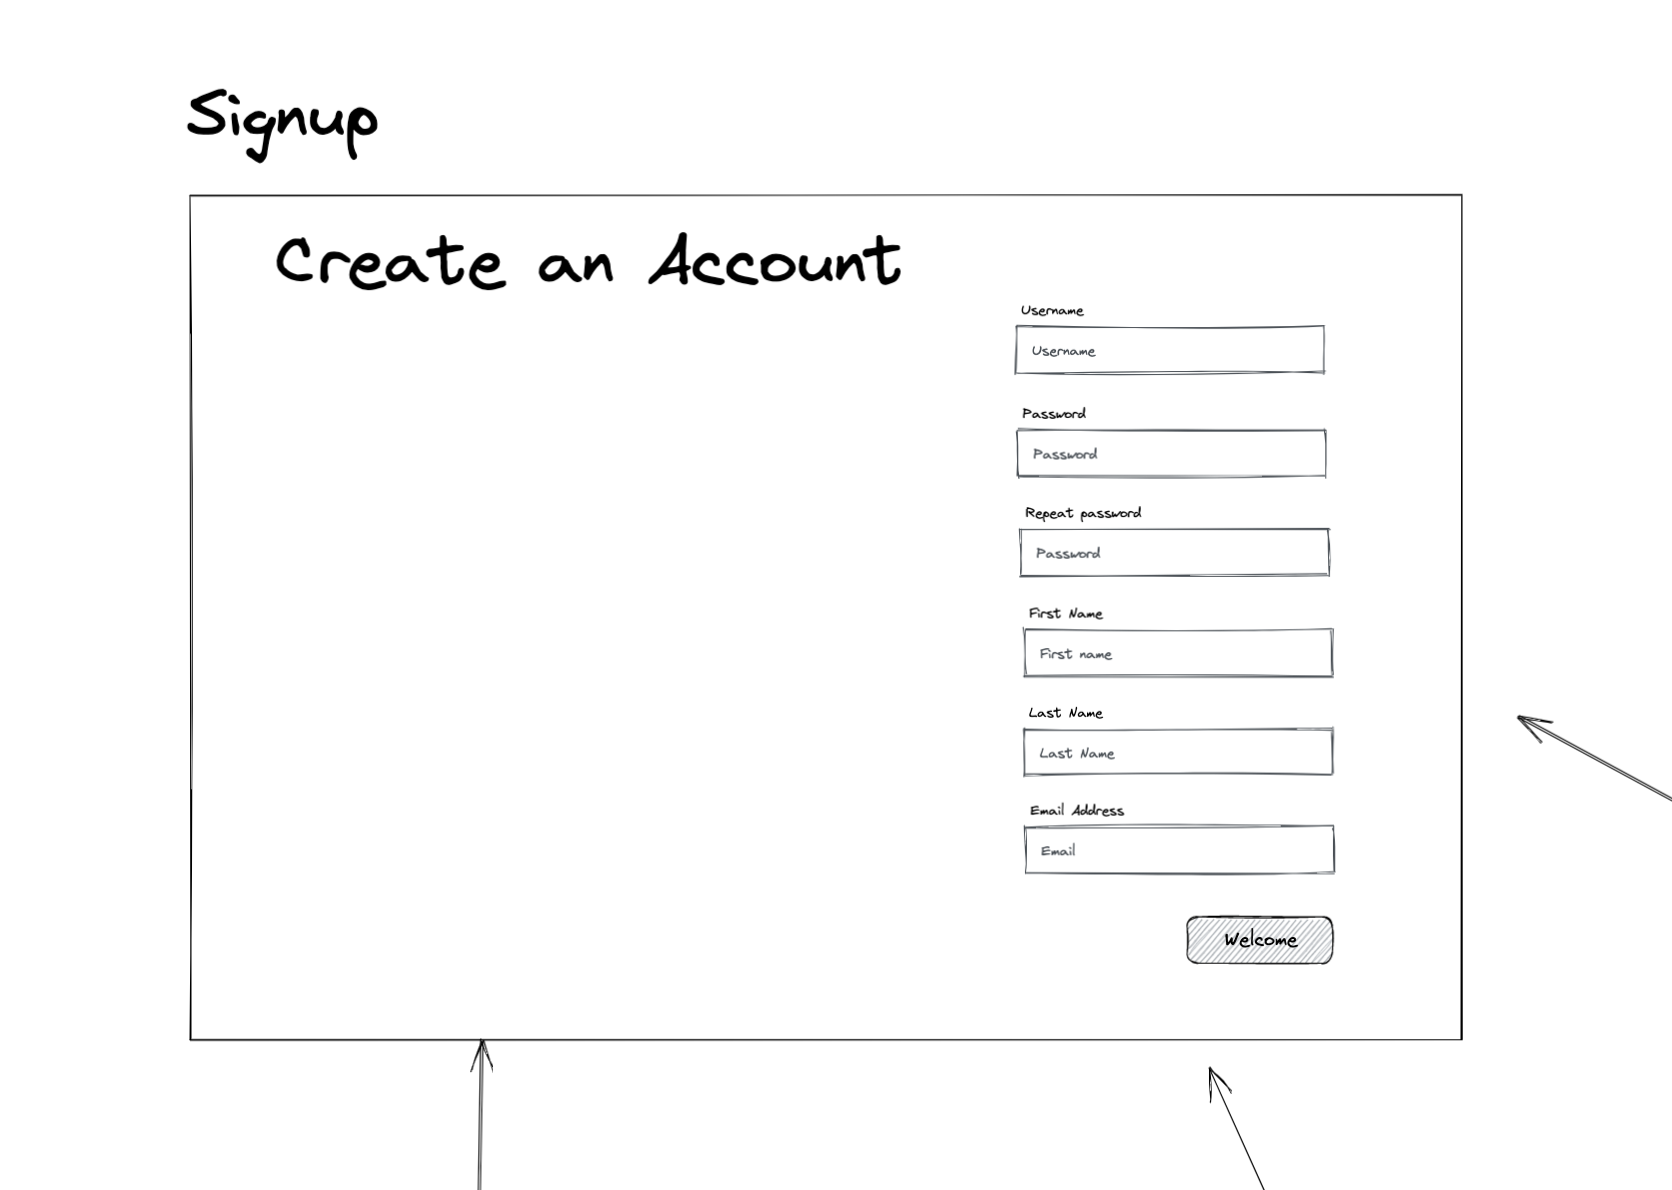 Signup
Create an Account
Username
Username
Password
Password
Repeat password
Password
First Name
First name
Last Name
Last Name
Email Address
Email
Welcome